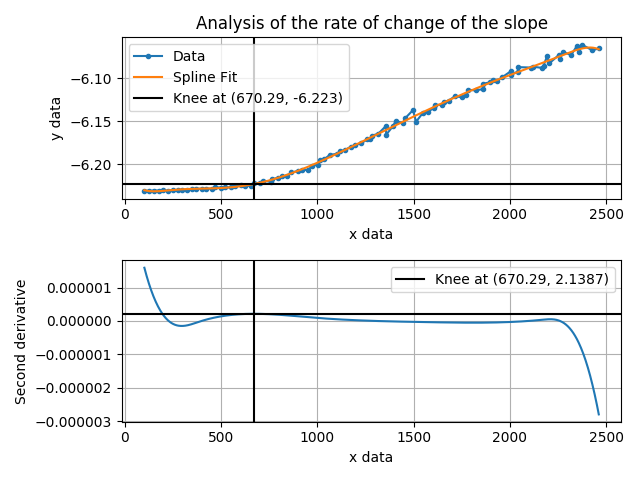 Analysis of the rate of change of the slope
Data
Spline Fit
Knee at (670.29, -6.223)
−6.10
−6.15
−6.20
y data
0
500
1000
1500
2000
2500
x data
Knee at (670.29, 2.1387)
0.000001
0.000000
−0.000001
−0.000002
−0.000003
Second derivative
0
500
1000
1500
2000
2500
x data